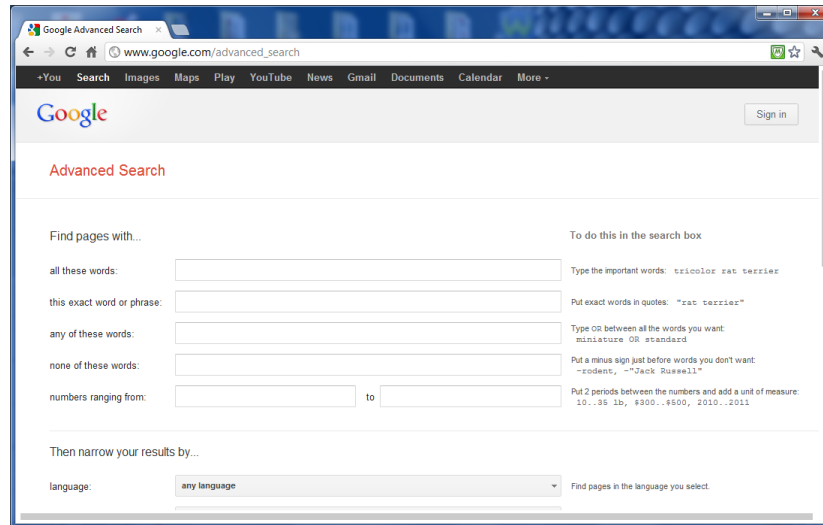 Google Advanced Search
www.google.com/advanced_search
+You Search Images Maps Play YouTube News Gmail Documents Calendar More
Google
Sign in
Advanced Search
Find pages with...
To do this in the search box
all these words:
Type the important words: tricolor rat terrier
this exact word or phrase:
Put exact words in quotes: "rat terrier"
any of these words:
Type OR between all the words you want:
miniature OR standard
none of these words:
Put a minus sign just before words you don't want:
-rodent, -"Jack Russell"
numbers ranging from:
to
Put 2 periods between the numbers and add a unit of measure:
10..35 lb, $300..$500, 2010..2011
Then narrow your results by...
language:
any language
Find pages in the language you select.